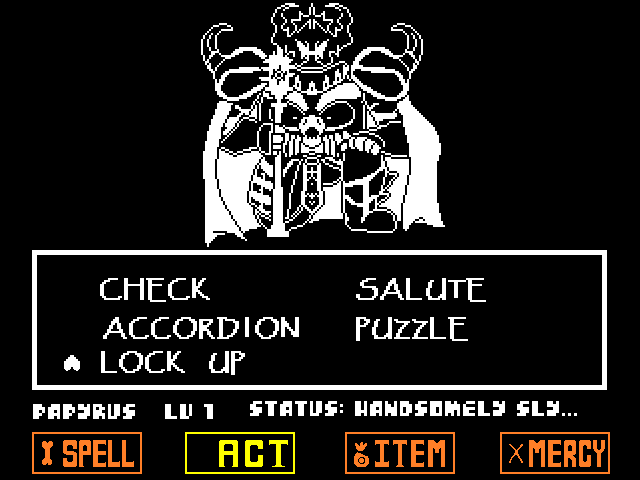 CHECK SALUTE
ACCORDION PUZZLE
LOCK UP
PAPYRUS LV 1 STATUS: HANDSOMELY SLY...
SPELL ACT ITEM MERCY